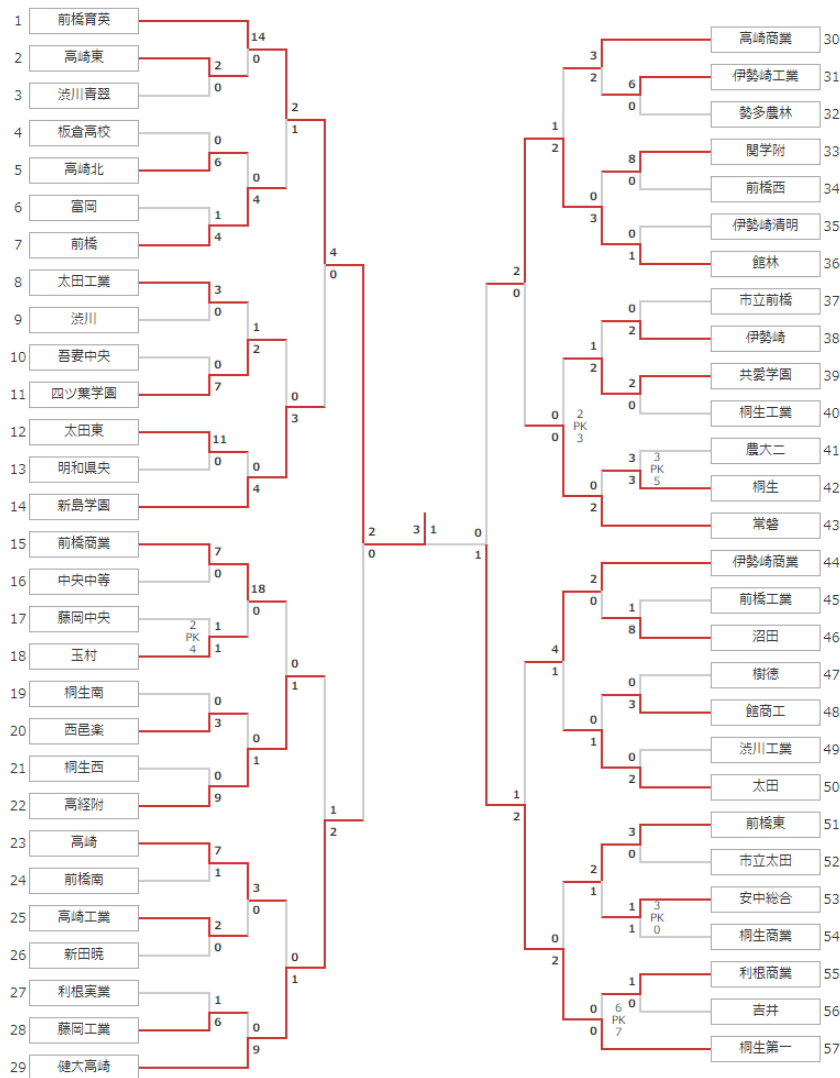 1 前橋育英
2 高崎東
3 渋川青翠
4 板倉高校
5 高崎北
6 富岡
7 前橋
8 太田工業
9 渋川
10 吾妻中央
11 四ツ葉学園
12 太田東
13 明和県央
14 新島学園
15 前橋商業
16 中央中等
17 藤岡中央
18 玉村
19 桐生南
20 西邑楽
21 桐生西
22 高経附
23 高崎
24 前橋南
25 高崎工業
26 新田暁
27 利根実業
28 藤岡工業
29 健大高崎
14
0
2
0
0
6
1
4
0
4
2
1
3
0
0
7
1
2
11
0
0
4
0
3
4
0
7
0
2
PK
4
1
1
18
0
0
3
0
9
0
1
0
1
7
1
2
0
3
0
1
6
0
9
0
1
1
2
2
0
3 1
0
1
2
0
1
2
3
2
6
0
8
0
0
1
0
3
0
2
2
0
1
2
3
PK
5
3
3
0
2
2
PK
3
0
0
2
0
1
8
0
3
0
2
0
1
4
1
1
2
3
0
3
PK
0
1
1
2
1
1
0
6
PK
7
0
0
0
2
高崎商業 30
伊勢崎工業 31
勢多農林 32
関学附 33
前橋西 34
伊勢崎清明 35
館林 36
市立前橋 37
伊勢崎 38
共愛学園 39
桐生工業 40
農大二 41
桐生 42
常磐 43
伊勢崎商業 44
前橋工業 45
沼田 46
樹徳 47
館商工 48
渋川工業 49
太田 50
前橋東 51
市立太田 52
安中総合 53
桐生商業 54
利根商業 55
吉井 56
桐生第一 57